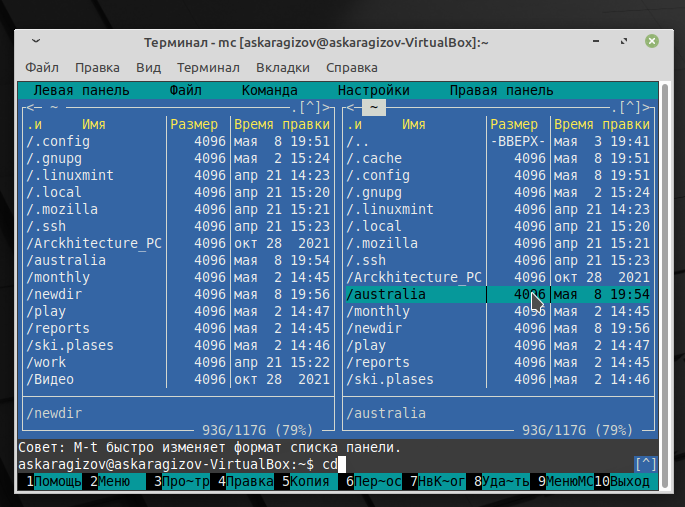 Терминал - mc [askaragizov@askaragizov-VirtualBox]:~
Файл Правка Вид Терминал Вкладки Справка
Левая панель Файл Команда Настройки Правая панель
<─ ~ .[^]> <─ ~ .[^]>
.и Имя Размер Время правки .и Имя Размер Время правки
/.config 4096 мая 8 19:51 /.. -ВВЕРХ- мая 3 19:41
/.gnupg 4096 мая 2 15:24 /.cache 4096 мая 8 19:51
/.linuxmint 4096 апр 21 14:23 /.config 4096 мая 8 19:51
/.local 4096 апр 21 15:20 /.gnupg 4096 мая 2 15:24
/.mozilla 4096 апр 21 15:21 /.linuxmint 4096 апр 21 14:23
/.ssh 4096 апр 21 15:23 /.local 4096 апр 21 15:20
/Arckhitecture_PC 4096 окт 28 2021 /.mozilla 4096 апр 21 15:21
/australia 4096 мая 8 19:54 /.ssh 4096 апр 21 15:23
/monthly 4096 мая 2 14:45 /Arckhitecture_PC 4096 окт 28 2021
/newdir 4096 мая 8 19:56 /australia 4096 мая 8 19:54
/play 4096 мая 2 14:47 /monthly 4096 мая 2 14:45
/reports 4096 мая 2 14:45 /newdir 4096 мая 8 19:56
/ski.plases 4096 мая 2 14:46 /play 4096 мая 2 14:47
/work 4096 апр 21 15:22 /reports 4096 мая 2 14:45
/Видео 4096 окт 28 2021 /ski.plases 4096 мая 2 14:46
/newdir /australia
93G/117G (79%) 93G/117G (79%)
Совет: M-t быстро изменяет формат списка панели.
askaragizov@askaragizov-VirtualBox:~$ cd [^]
1Помощь 2Меню 3Про~тр 4Правка 5Копия 6Пер~ос 7НвК~ог 8Уда~ть 9МенюMC 10Выход